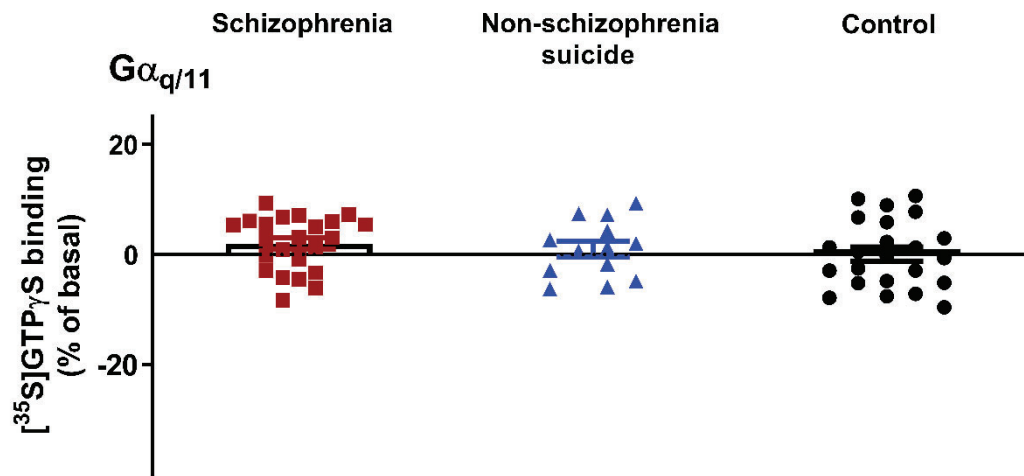 Schizophrenia Non-schizophrenia suicide Control
Gαq/11
[35S]GTPγS binding
(% of basal)
20
0
-20